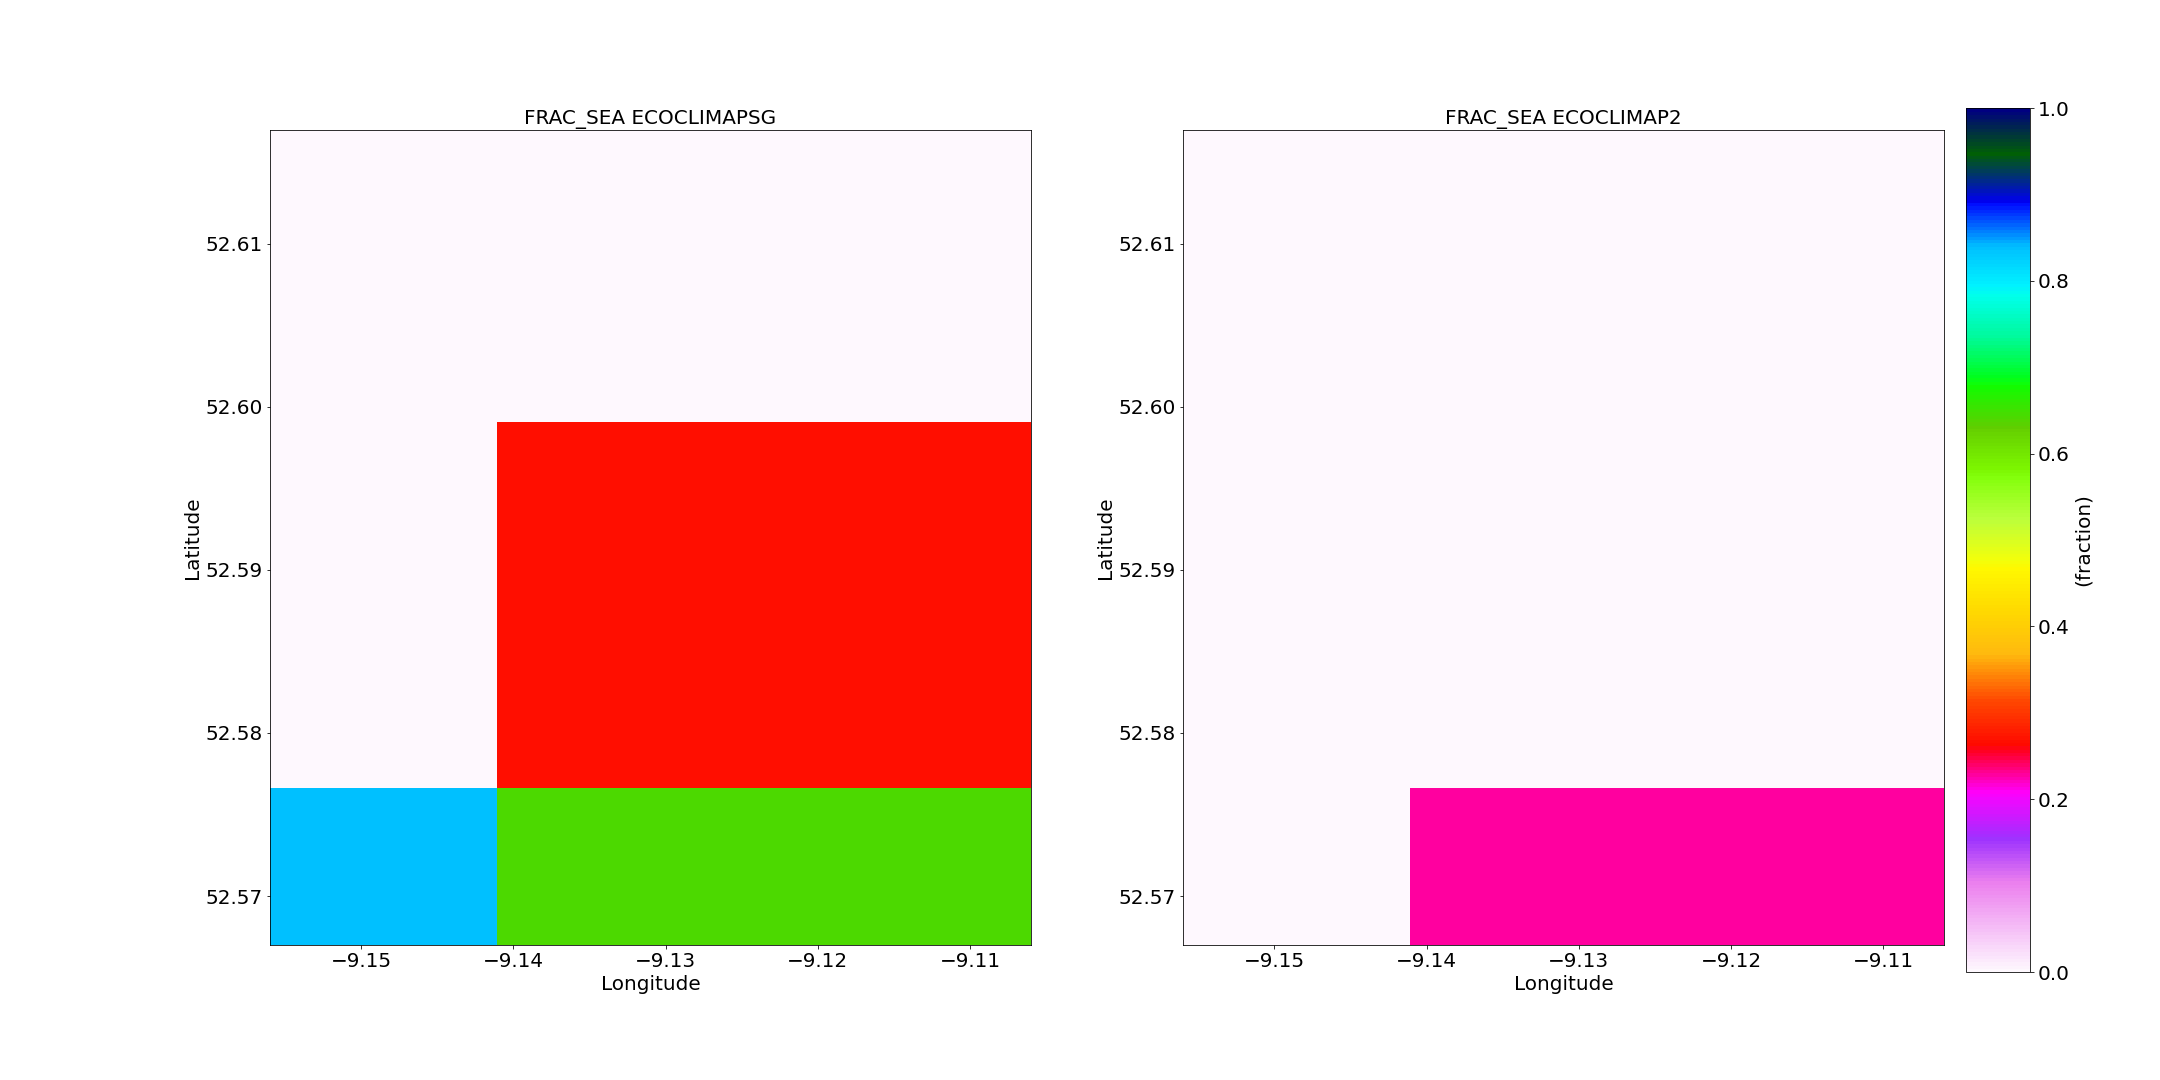 FRAC_SEA ECOCLIMAPSG
52.61
52.60
52.59
52.58
52.57
Latitude
−9.15 −9.14 −9.13 −9.12 −9.11
Longitude
FRAC_SEA ECOCLIMAP2
52.61
52.60
52.59
52.58
52.57
Latitude
−9.15 −9.14 −9.13 −9.12 −9.11
Longitude
1.0
0.8
0.6
0.4
0.2
0.0
(fraction)